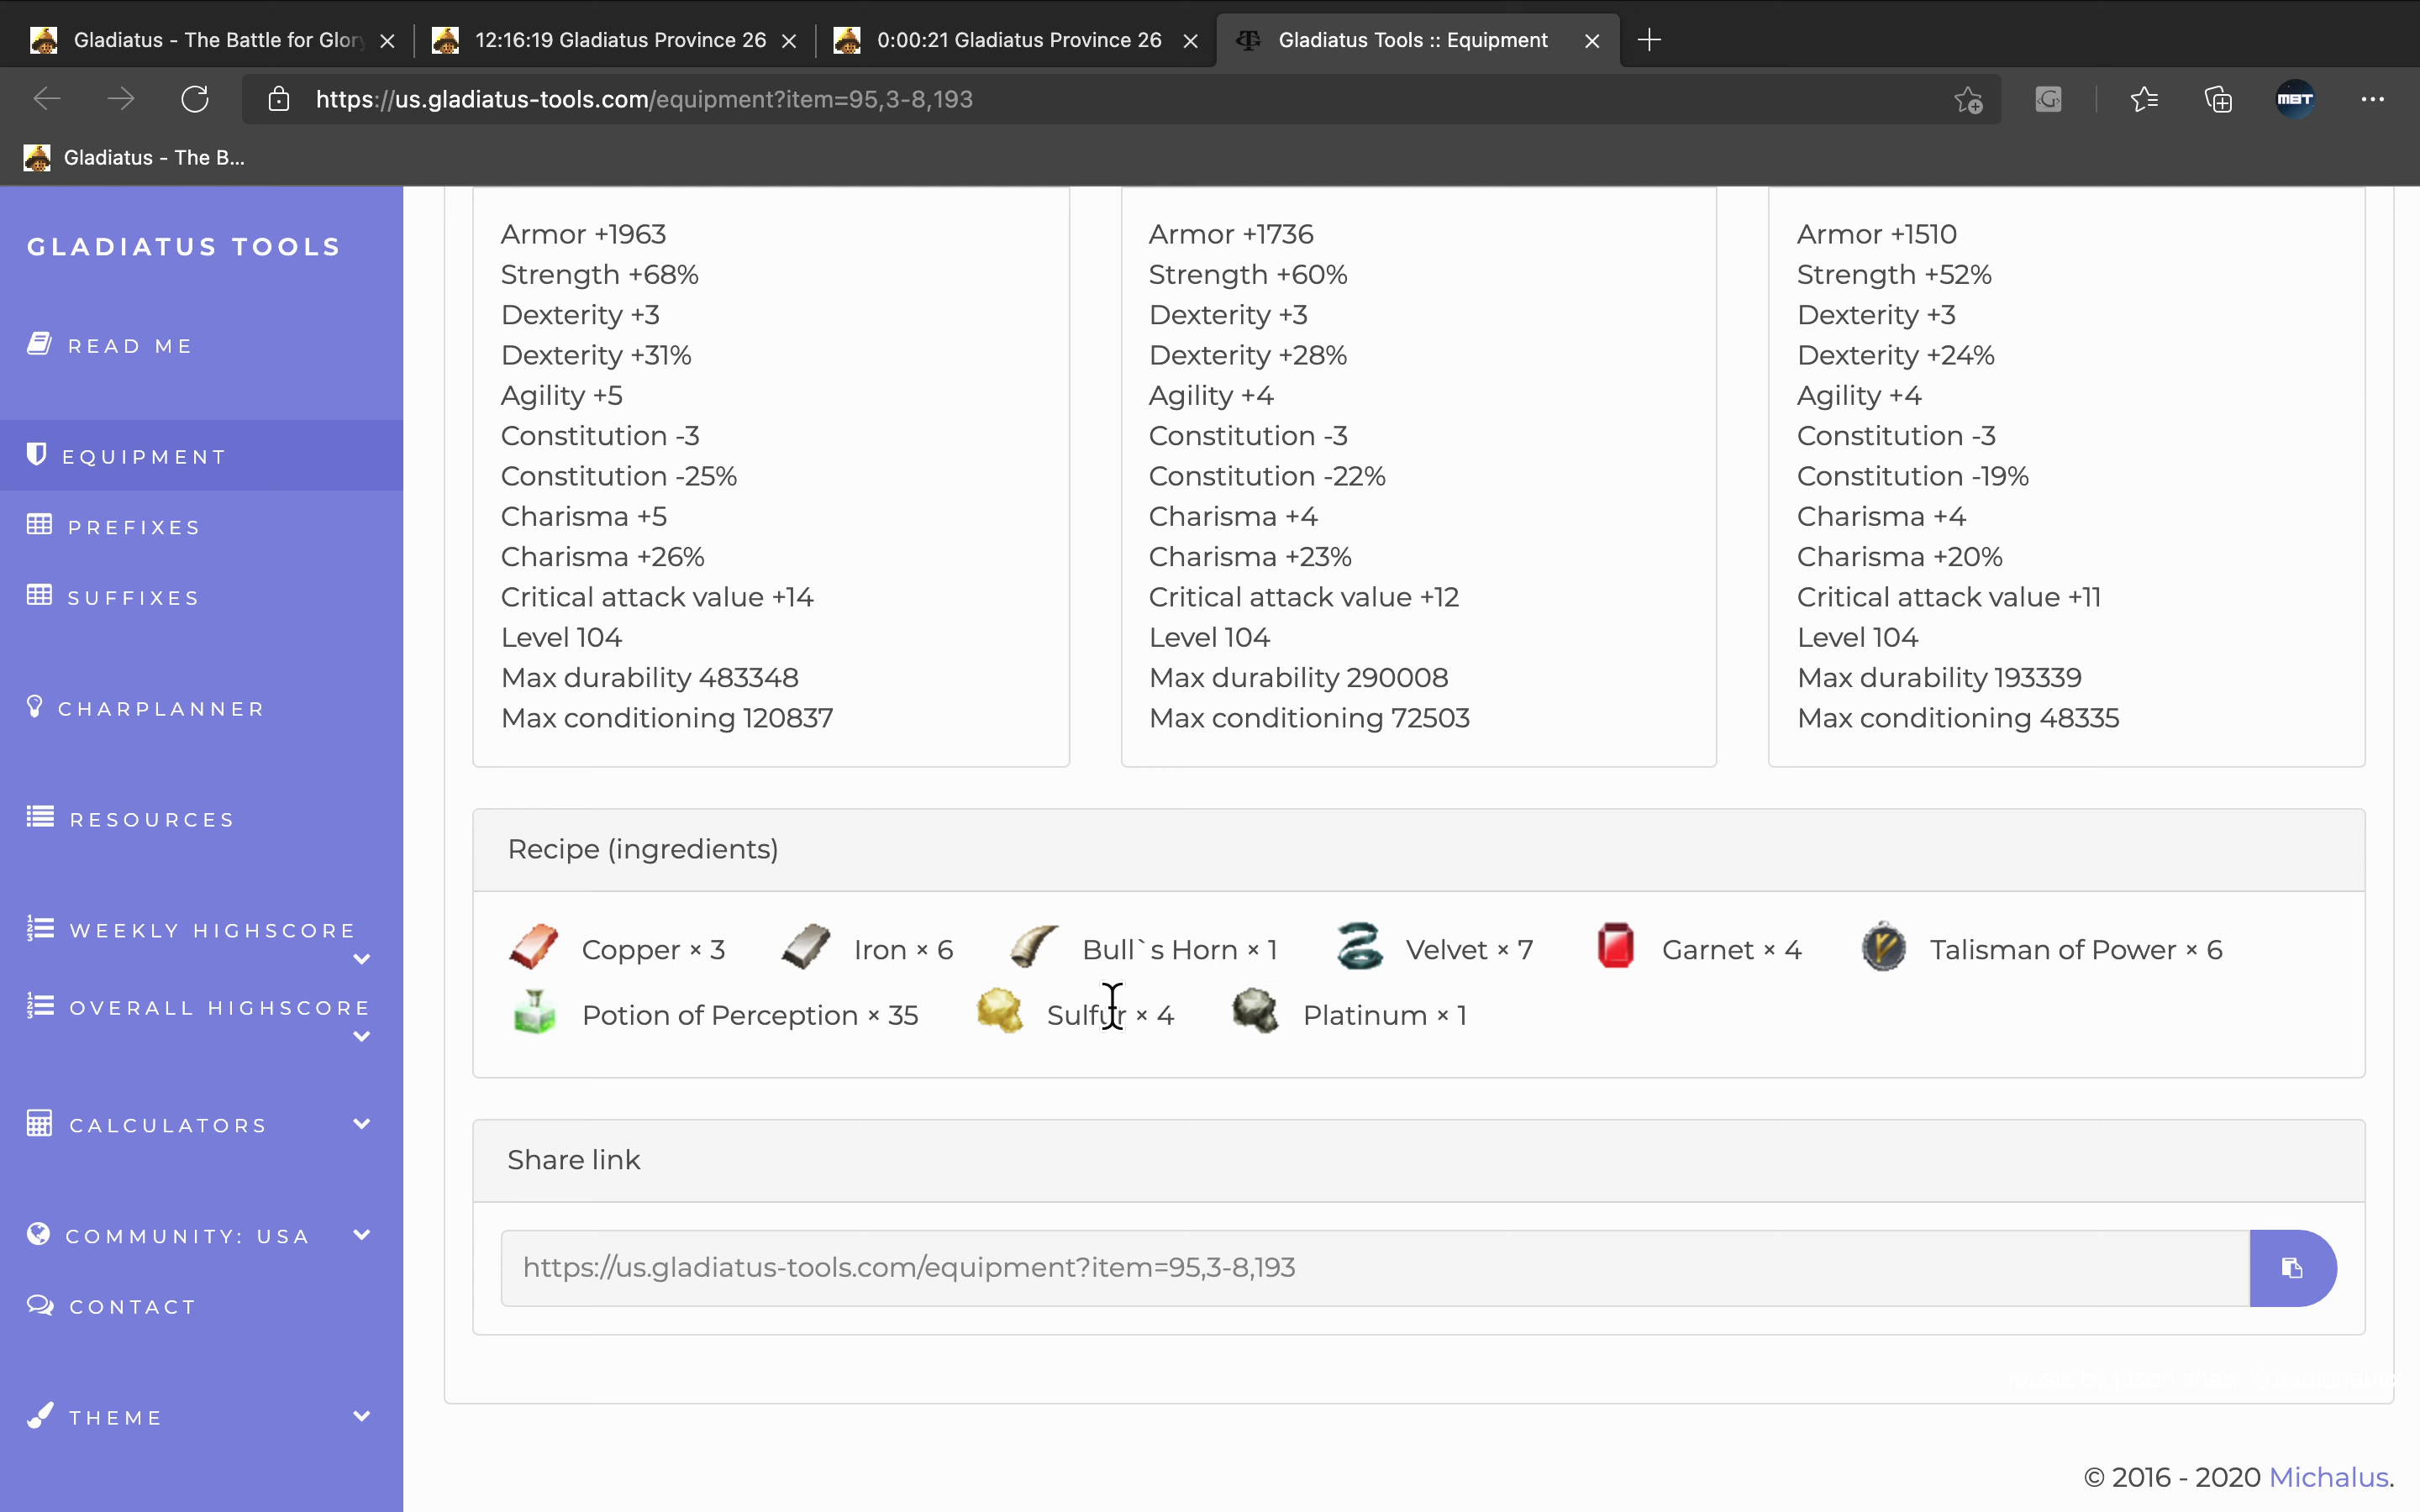 Gladiatus - The Battle for Glor
12:16:19 Gladiatus Province 26
0:00:21 Gladiatus Province 26
Gladiatus Tools :: Equipment
https://us.gladiatus-tools.com/equipment?item=95,3-8,193
MBT
Gladiatus - The B...
GLADIATUS TOOLS
READ ME
EQUIPMENT
PREFIXES
SUFFIXES
CHARPLANNER
RESOURCES
WEEKLY HIGHSCORE
OVERALL HIGHSCORE
CALCULATORS
COMMUNITY: USA
CONTACT
THEME
Armor +1963
Strength +68%
Dexterity +3
Dexterity +31%
Agility +5
Constitution -3
Constitution -25%
Charisma +5
Charisma +26%
Critical attack value +14
Level 104
Max durability 483348
Max conditioning 120837
Armor +1736
Strength +60%
Dexterity +3
Dexterity +28%
Agility +4
Constitution -3
Constitution -22%
Charisma +4
Charisma +23%
Critical attack value +12
Level 104
Max durability 290008
Max conditioning 72503
Armor +1510
Strength +52%
Dexterity +3
Dexterity +24%
Agility +4
Constitution -3
Constitution -19%
Charisma +4
Charisma +20%
Critical attack value +11
Level 104
Max durability 193339
Max conditioning 48335
Recipe (ingredients)
Copper × 3 Iron × 6 Bull`s Horn × 1 Velvet × 7 Garnet × 4 Talisman of Power × 6
Potion of Perception × 35 Sulfur × 4 Platinum × 1
Share link
https://us.gladiatus-tools.com/equipment?item=95,3-8,193
© 2016 - 2020 Michalus.